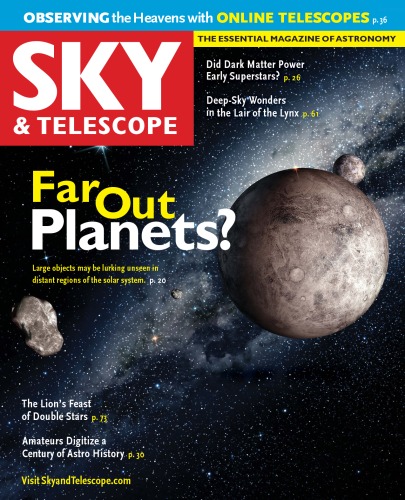 OBSERVING the Heavens with ONLINE TELESCOPES p.36
THE ESSENTIAL MAGAZINE OF ASTRONOMY
SKY
& TELESCOPE
Did Dark Matter Power
Early Superstars? p. 26
Deep-Sky Wonders
in the Lair of the Lynx p. 61
Far Out
Planets?
Large objects may be lurking unseen in
distant regions of the solar system. p. 20
The Lion's Feast
of Double Stars p. 73
Amateurs Digitize a
Century of Astro History p. 30
Visit SkyandTelescope.com